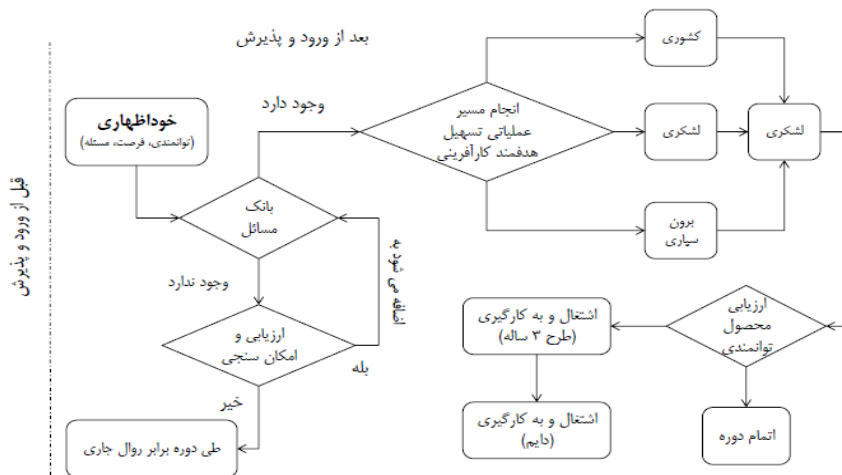 بعد از ورود و پذیرش
قبل از ورود و پذیرش
خوداظهاری
(توانمندی، فرصت، مسئله)
وجود دارد
بانک
مسائل
وجود ندارد
اضافه می شود به
ارزیابی و
امکان سنجی
بله
خیر
طی دوره برابر روال جاری
انجام مسیر
عملیاتی تسهیل
هدفمند کارآفرینی
کشوری
لشکری
برون
سپاری
لشکری
ارزیابی
محصول
توانمندی
اشتغال و به کارگیری
(طرح ۳ ساله)
اشتغال و به کارگیری
(دایم)
اتمام دوره